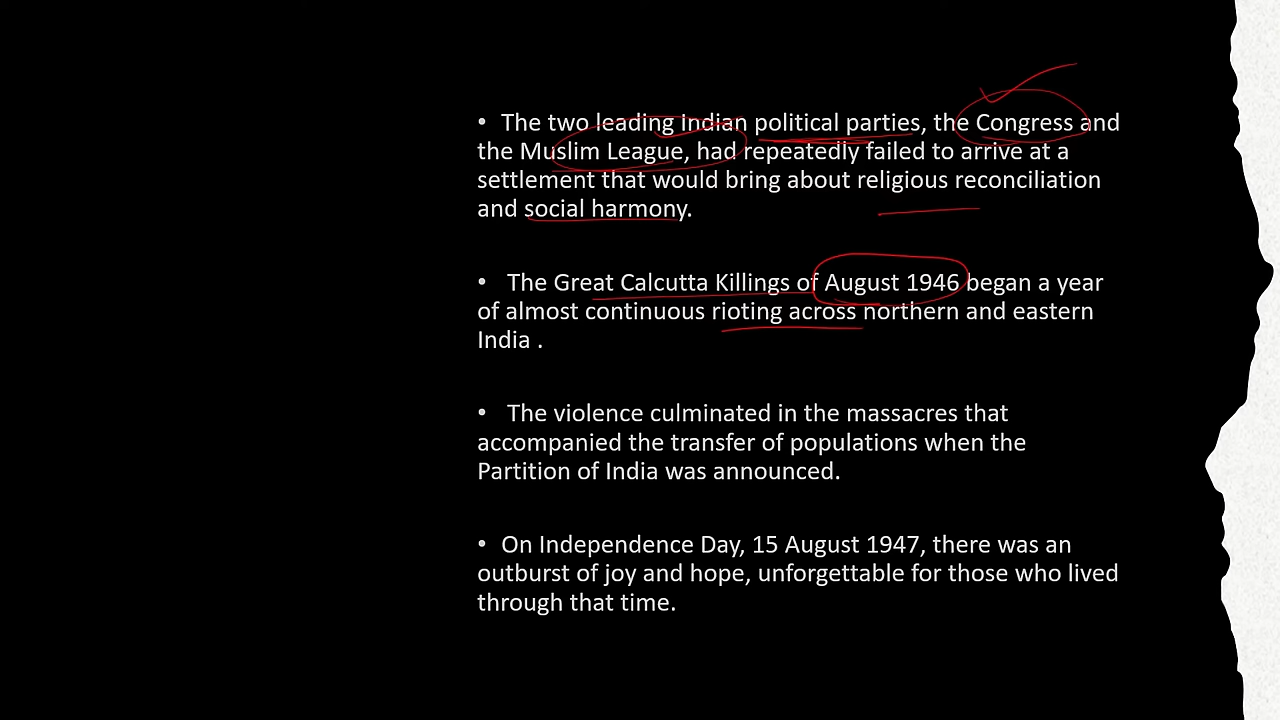 • The two leading Indian political parties, the Congress and
the Muslim League, had repeatedly failed to arrive at a
settlement that would bring about religious reconciliation
and social harmony.
• The Great Calcutta Killings of August 1946 began a year
of almost continuous rioting across northern and eastern
India .
• The violence culminated in the massacres that
accompanied the transfer of populations when the
Partition of India was announced.
• On Independence Day, 15 August 1947, there was an
outburst of joy and hope, unforgettable for those who lived
through that time.